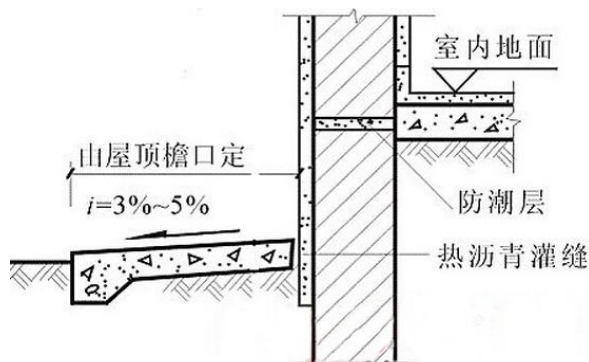 室内地面
由屋顶檐口定
i=3%~5%
防潮层
热沥青灌缝